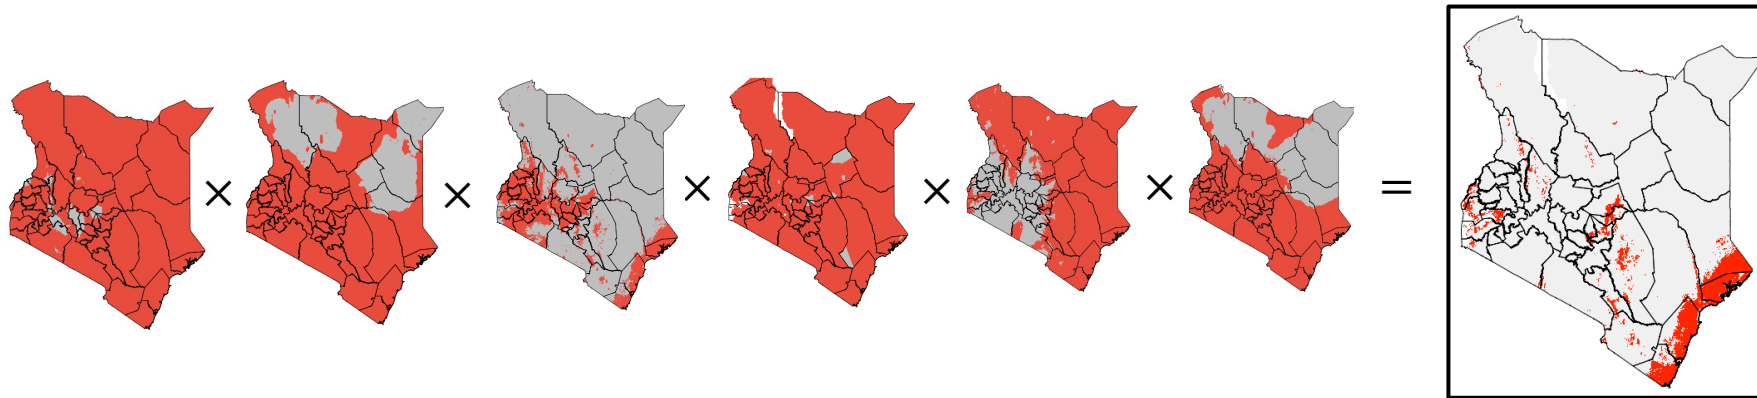 × × × × × =